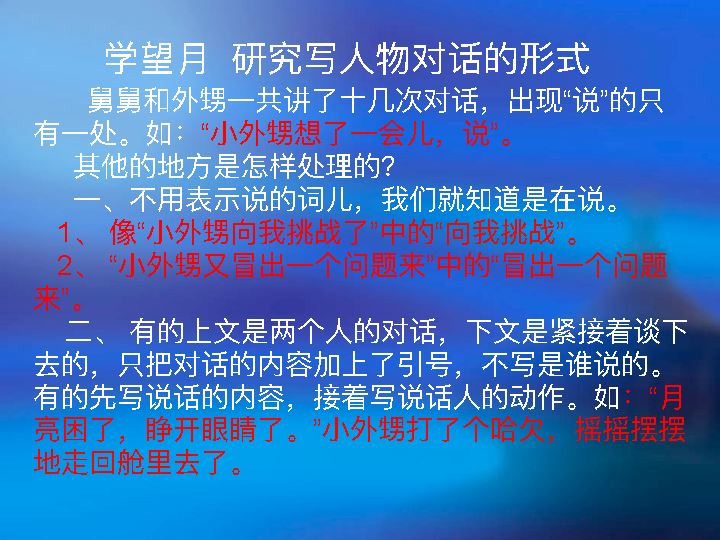 学望月 研究写人物对话的形式
舅舅和外甥一共讲了十几次对话，出现“说”的只
有一处。如：“小外甥想了一会儿，说“。
其他的地方是怎样处理的？
一、不用表示说的词儿，我们就知道是在说。
1、 像“小外甥向我挑战了”中的“向我挑战”。
2、 “小外甥又冒出一个问题来”中的“冒出一个问题
来“。
二、 有的上文是两个人的对话，下文是紧接着谈下
去的，只把对话的内容加上了引号，不写是谁说的。
有的先写说话的内容，接着写说话人的动作。如：“月
亮困了，睁开眼睛了。”小外甥打了个哈欠，摇摇摆摆
地走回舱里去了。